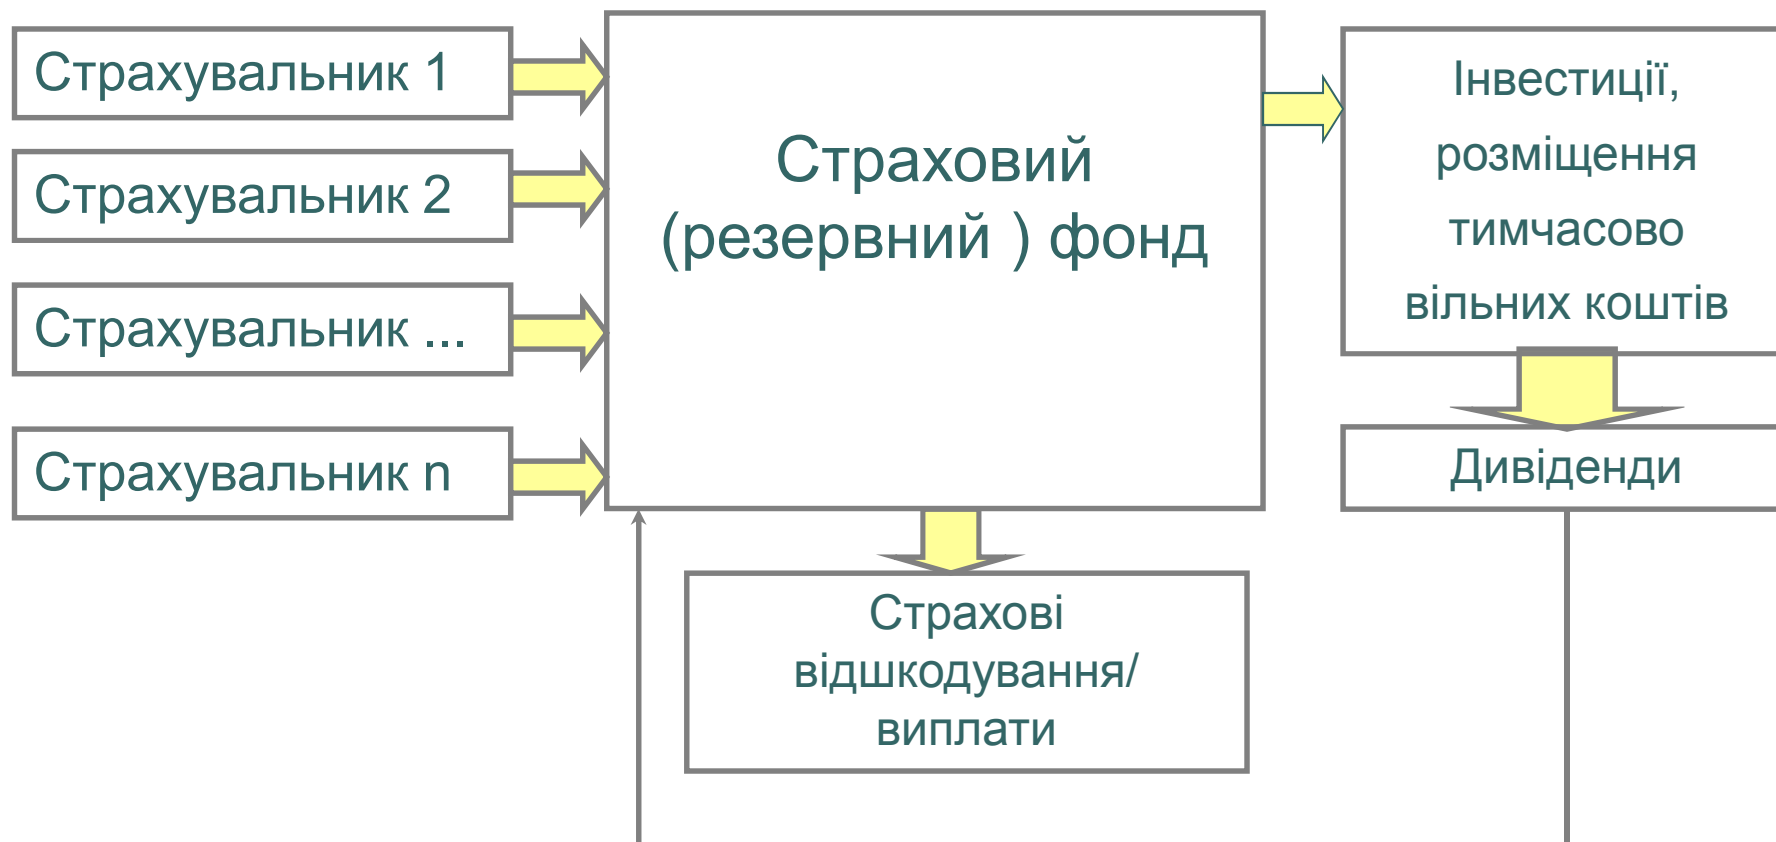 Страхувальник 1
Страхувальник 2
Страхувальник ...
Страхувальник n
Страховий
(резервний ) фонд
Страхові
відшкодування/
виплати
Інвестиції,
розміщення
тимчасово
вільних коштів
Дивіденди